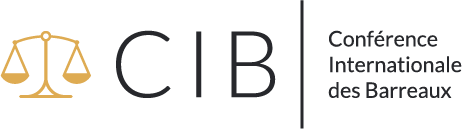 CIB
Conférence
Internationale
des Barreaux